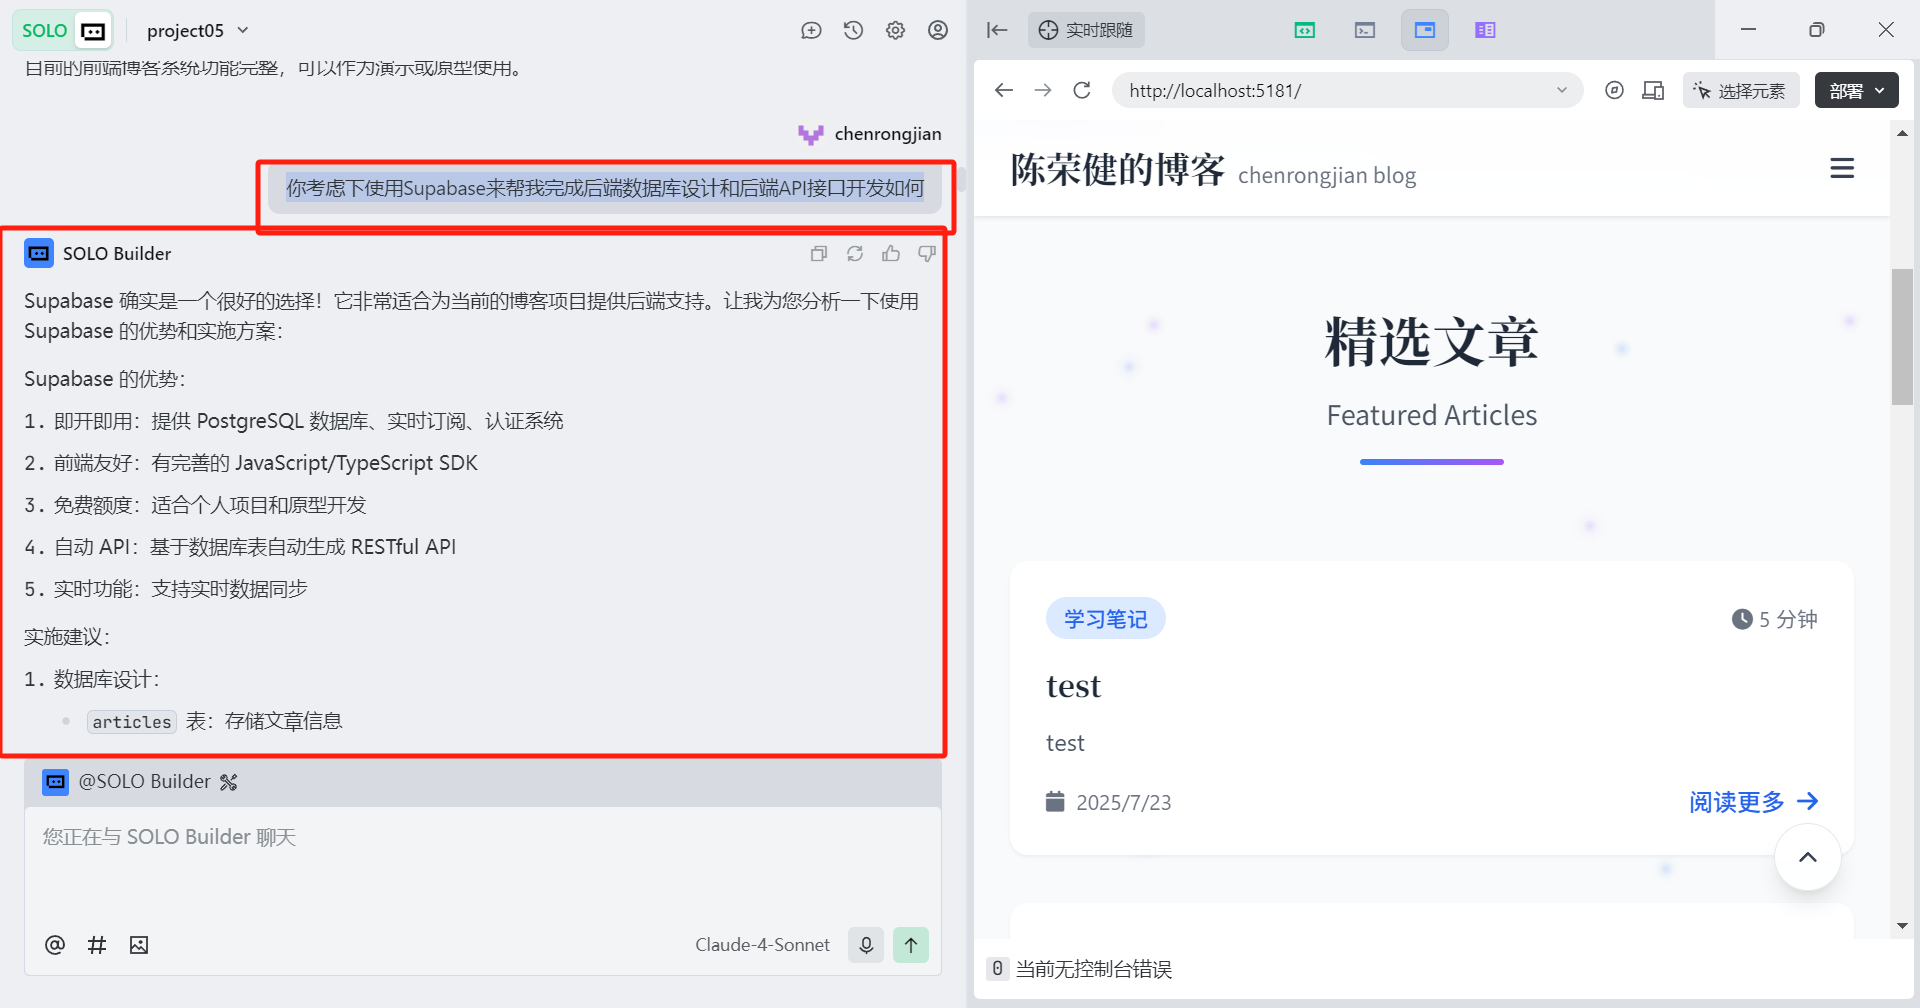 SOLO
project05
目前的前端博客系统功能完整，可以作为演示或原型使用。
chenrongjian
你考虑下使用Supabase来帮我完成后端数据库设计和后端API接口开发如何
SOLO Builder
Supabase 确实是一个很好的选择！它非常适合为当前的博客项目提供后端支持。让我为您分析一下使用
Supabase 的优势和实施方案：
Supabase 的优势：
1. 即开即用：提供 PostgreSQL 数据库、实时订阅、认证系统
2. 前端友好：有完善的 JavaScript/TypeScript SDK
3. 免费额度：适合个人项目和原型开发
4. 自动 API：基于数据库表自动生成 RESTful API
5. 实时功能：支持实时数据同步
实施建议：
1. 数据库设计：
articles 表：存储文章信息
@SOLO Builder
您正在与 SOLO Builder 聊天
Claude-4-Sonnet
实时跟随
http://localhost:5181/
选择元素
部署
陈荣健的博客 chenrongjian blog
精选文章
Featured Articles
学习笔记
5 分钟
test
test
2025/7/23
阅读更多
0 当前无控制台错误